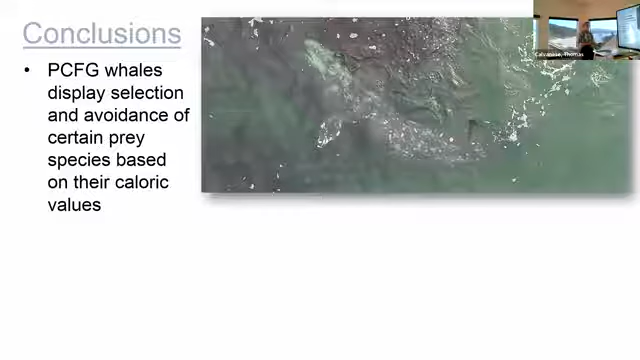 Conclusions
• PCFG whales
display selection
and avoidance of
certain prey
species based
on their caloric
values
Calvanese, Thomas